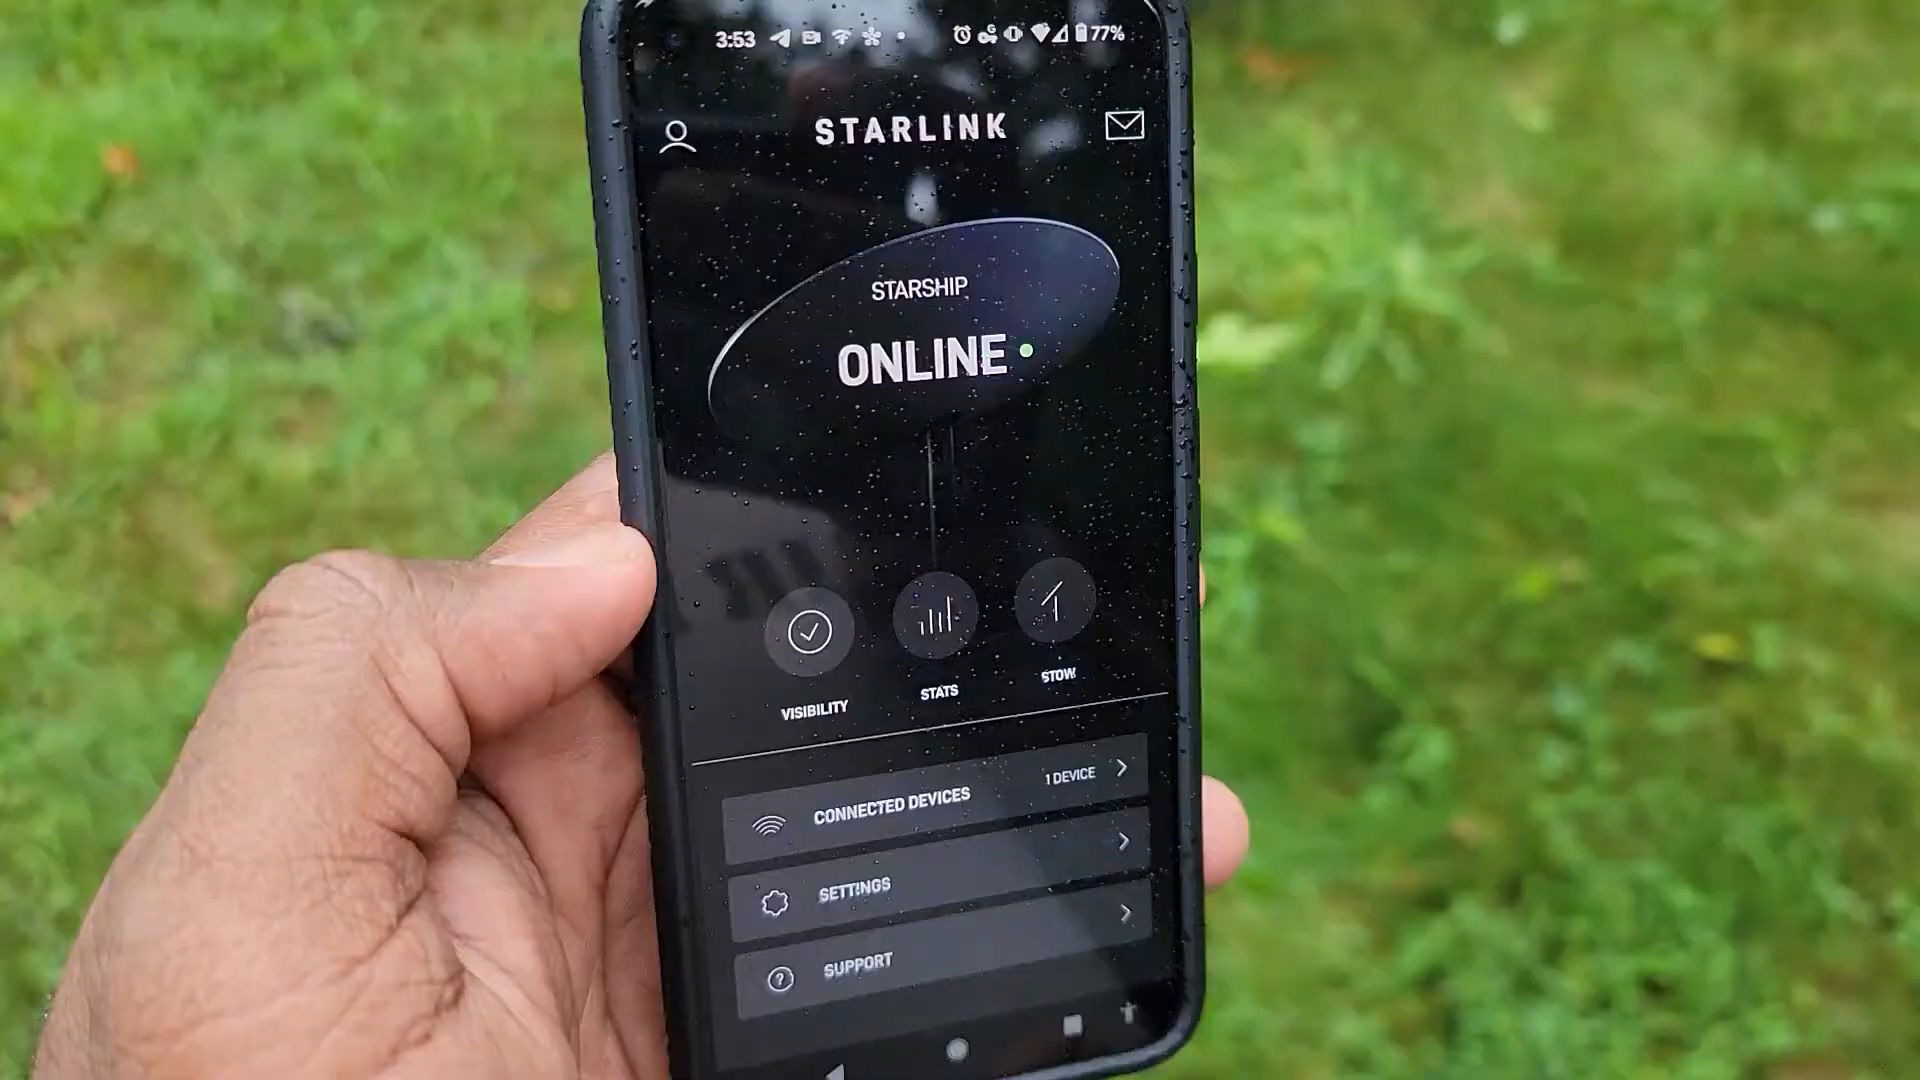 3:53 77%
STARLINK
STARSHIP
ONLINE
VISIBILITY
STATS
STOW
CONNECTED DEVICES 1 DEVICE
SETTINGS
SUPPORT